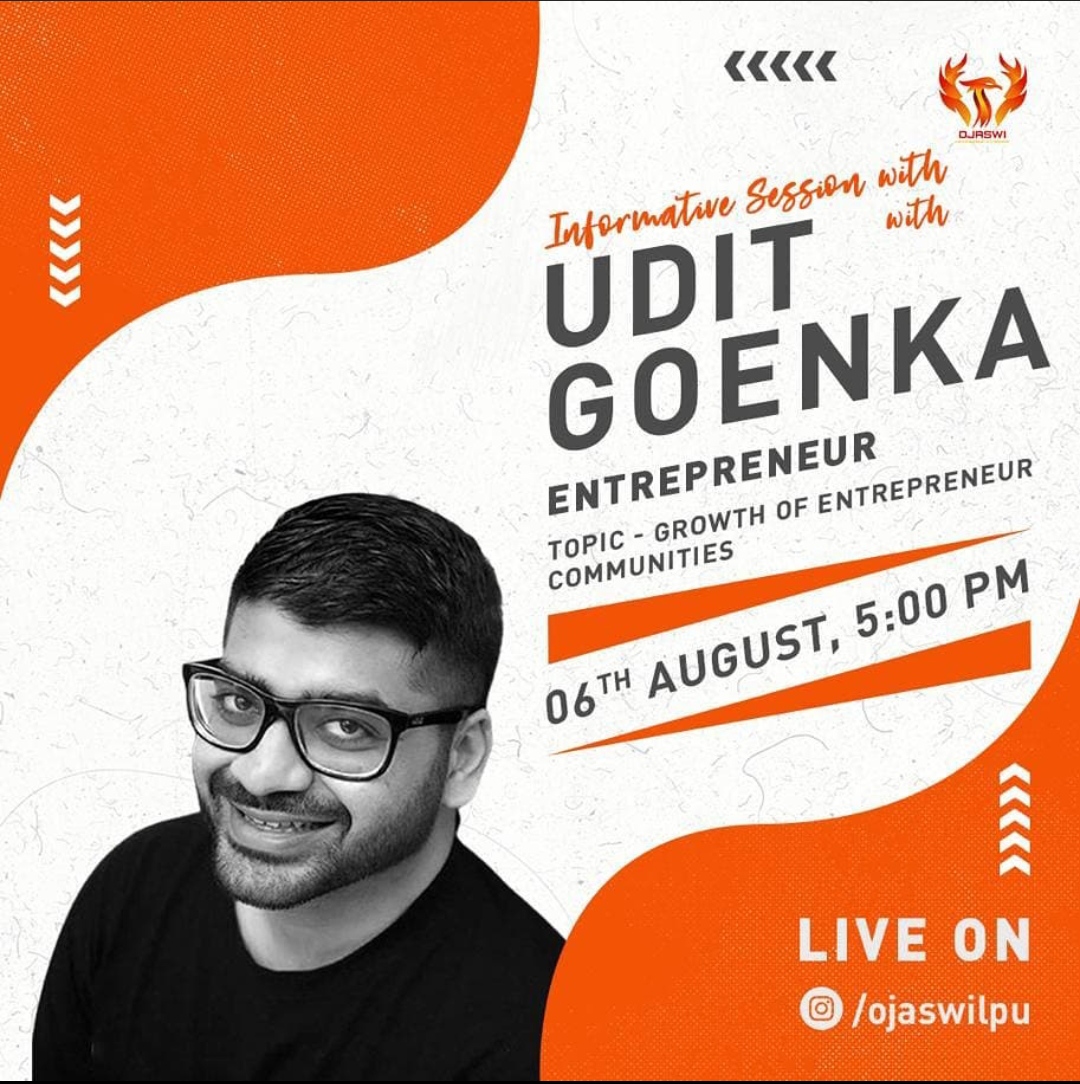 OJASWI
Informative Session with
with
UDIT
GOENKA
ENTREPRENEUR
TOPIC - GROWTH OF ENTREPRENEUR
COMMUNITIES
06TH AUGUST, 5:00 PM
LIVE ON
/ojaswilpu